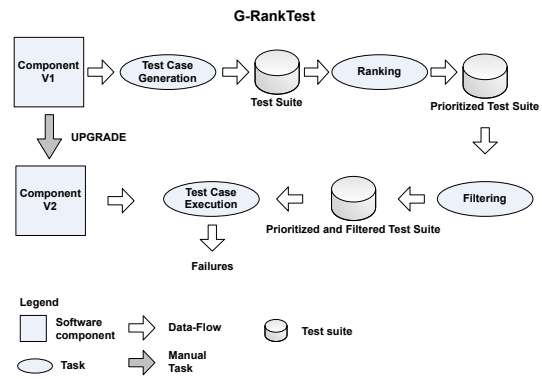 G-RankTest
Component
V1
Test Case
Generation
Test Suite
Ranking
Prioritized Test Suite
UPGRADE
Component
V2
Test Case
Execution
Prioritized and Filtered Test Suite
Filtering
Failures
Legend
Software
component
Data-Flow
Test suite
Task
Manual
Task